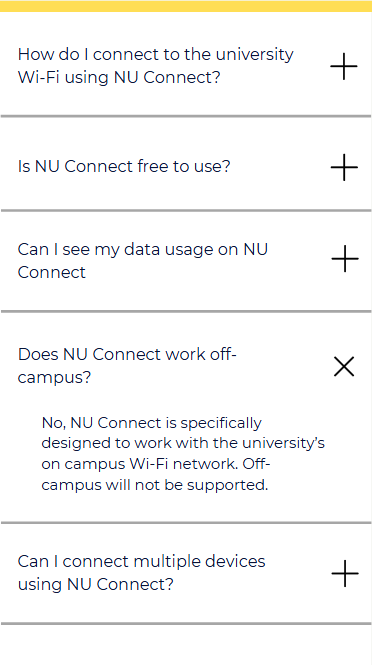 How do I connect to the university
Wi-Fi using NU Connect?
Is NU Connect free to use?
Can I see my data usage on NU
Connect
Does NU Connect work off-
campus?
No, NU Connect is specifically
designed to work with the university's
on campus Wi-Fi network. Off-
campus will not be supported.
Can I connect multiple devices
using NU Connect?